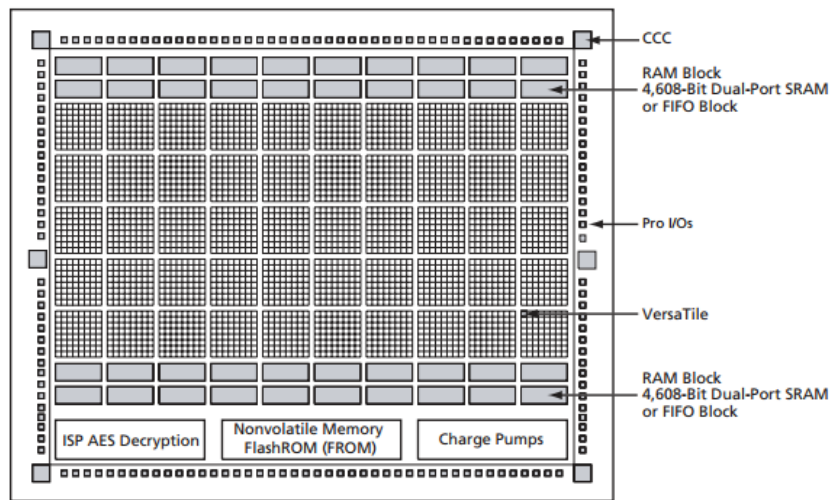 CCC
RAM Block
4,608-Bit Dual-Port SRAM
or FIFO Block
Pro I/Os
VersaTile
RAM Block
4,608-Bit Dual-Port SRAM
or FIFO Block
ISP AES Decryption
Nonvolatile Memory
FlashROM (FROM)
Charge Pumps